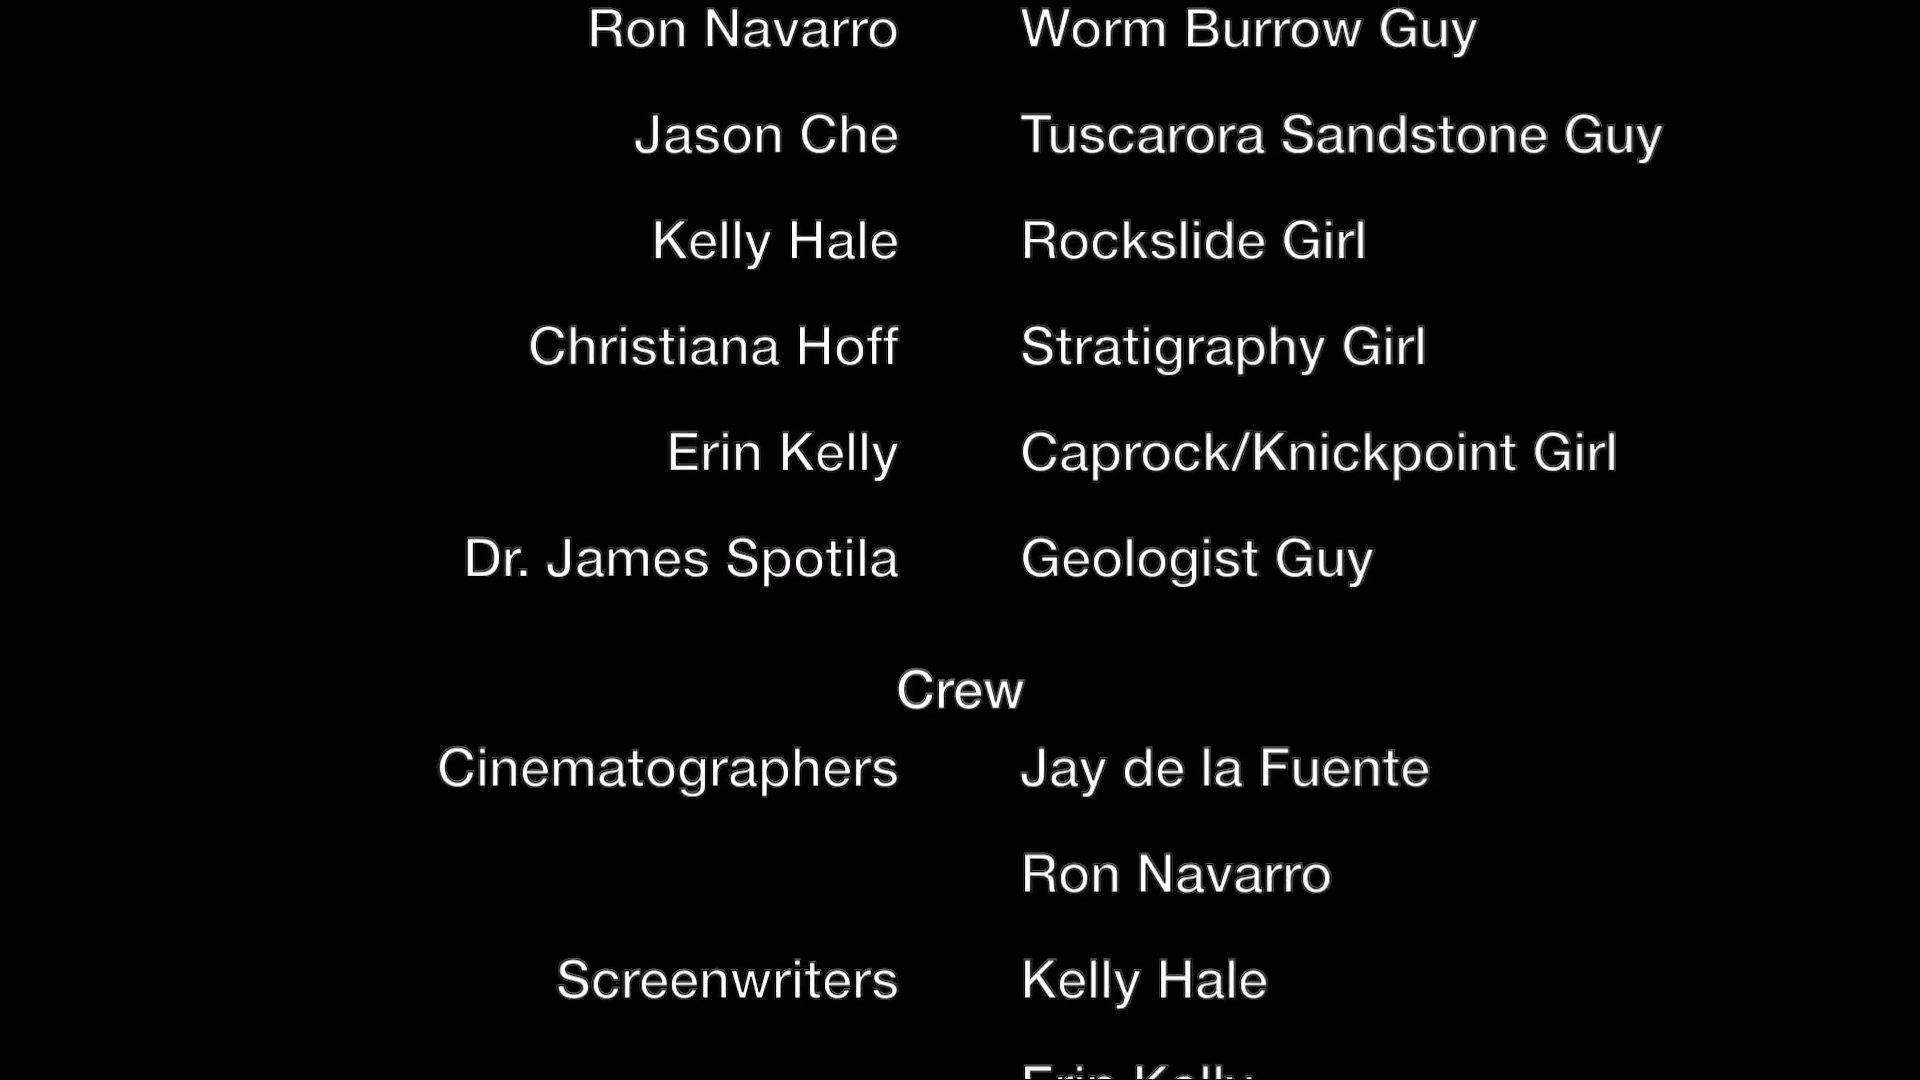 Ron Navarro Worm Burrow Guy
Jason Che Tuscarora Sandstone Guy
Kelly Hale Rockslide Girl
Christiana Hoff Stratigraphy Girl
Erin Kelly Caprock/Knickpoint Girl
Dr. James Spotila Geologist Guy
Crew
Cinematographers Jay de la Fuente
Ron Navarro
Screenwriters Kelly Hale
Erin Kelly